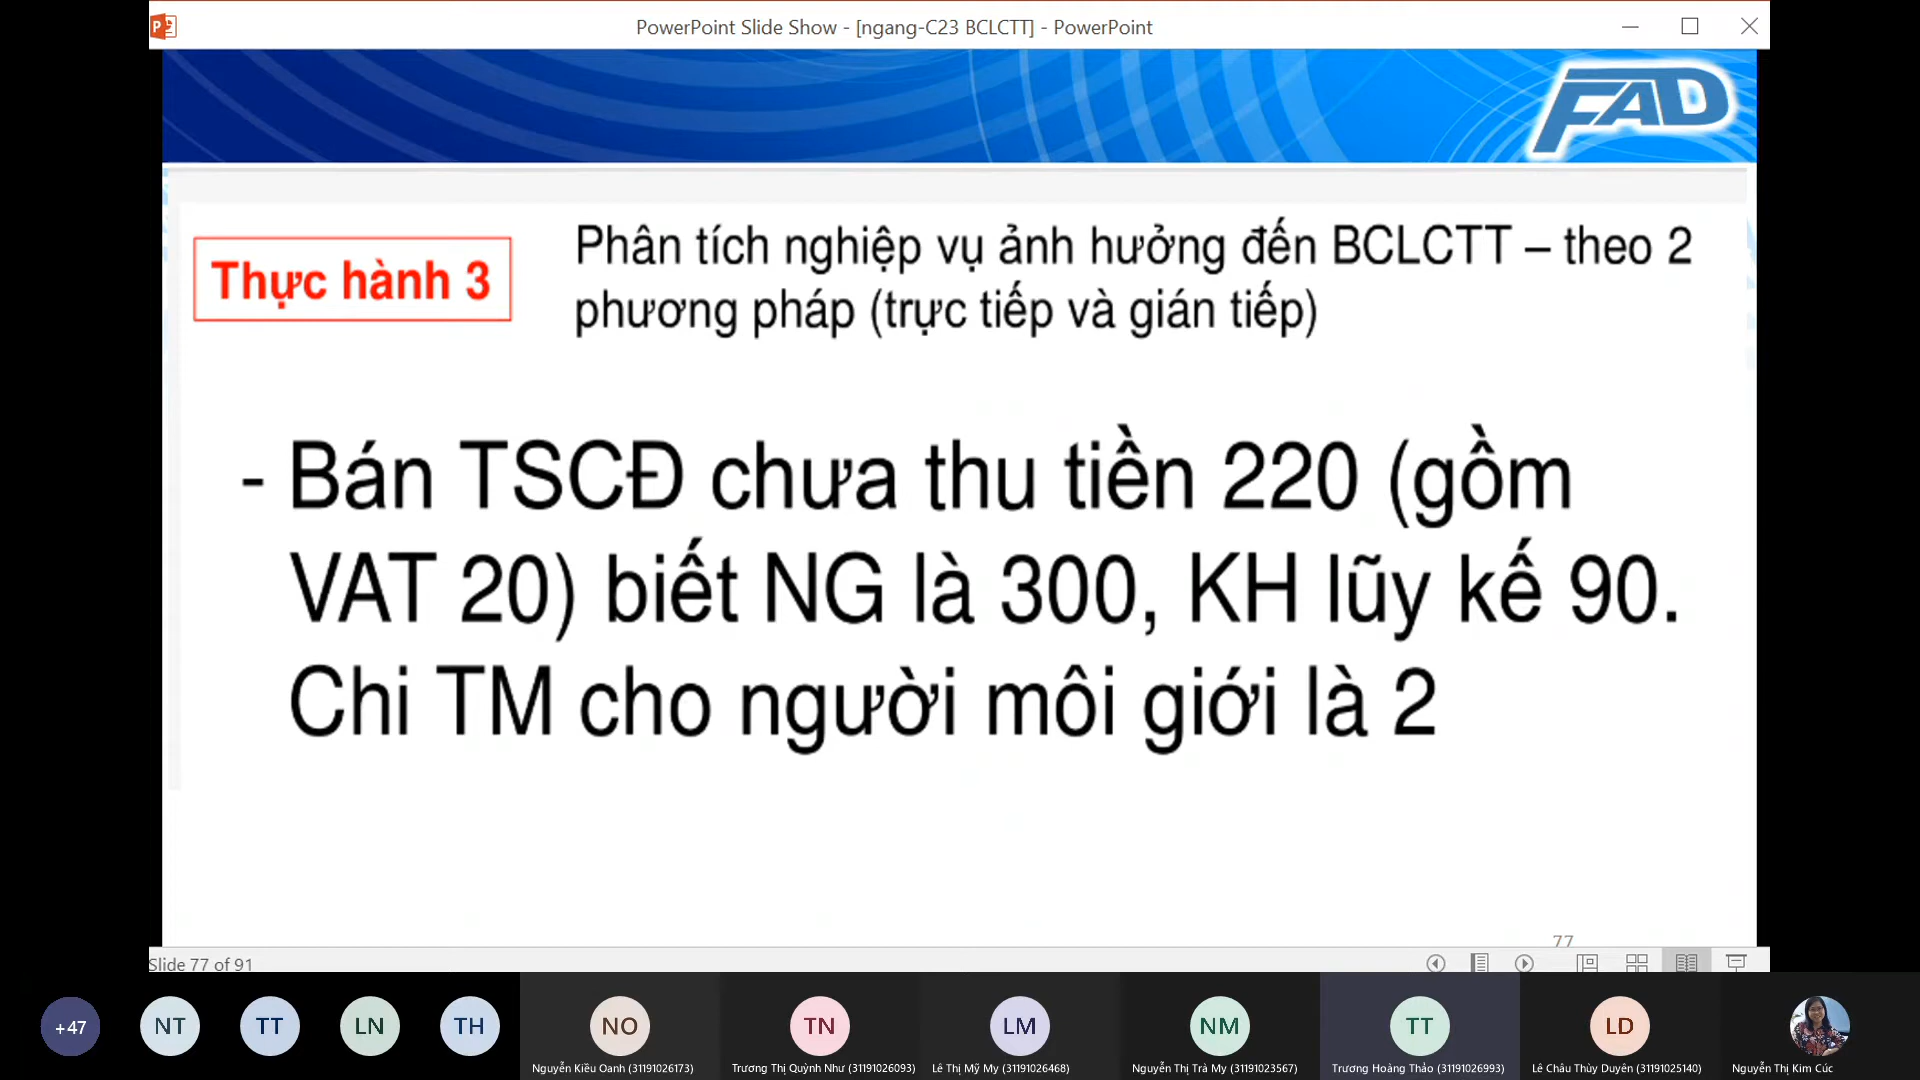 PowerPoint Slide Show - [ngang-C23 BCLCTT] - PowerPoint
FAD
Thực hành 3
Phân tích nghiệp vụ ảnh hưởng đến BCLCTT – theo 2
phương pháp (trực tiếp và gián tiếp)
- Bán TSCĐ chưa thu tiền 220 (gồm
VAT 20) biết NG là 300, KH lũy kế 90.
Chi TM cho người môi giới là 2
77
Slide 77 of 91
+47
NT
TT
LN
TH
NO
TN
LM
NM
TT
LD
Nguyễn Kiều Oanh (31191026173)
Trương Thị Quỳnh Như (31191026093)
Lê Thị Mỹ My (31191026468)
Nguyễn Thị Trà My (31191023567)
Trương Hoàng Thảo (31191026993)
Lê Châu Thùy Duyên (31191025140)
Nguyễn Thị Kim Cúc